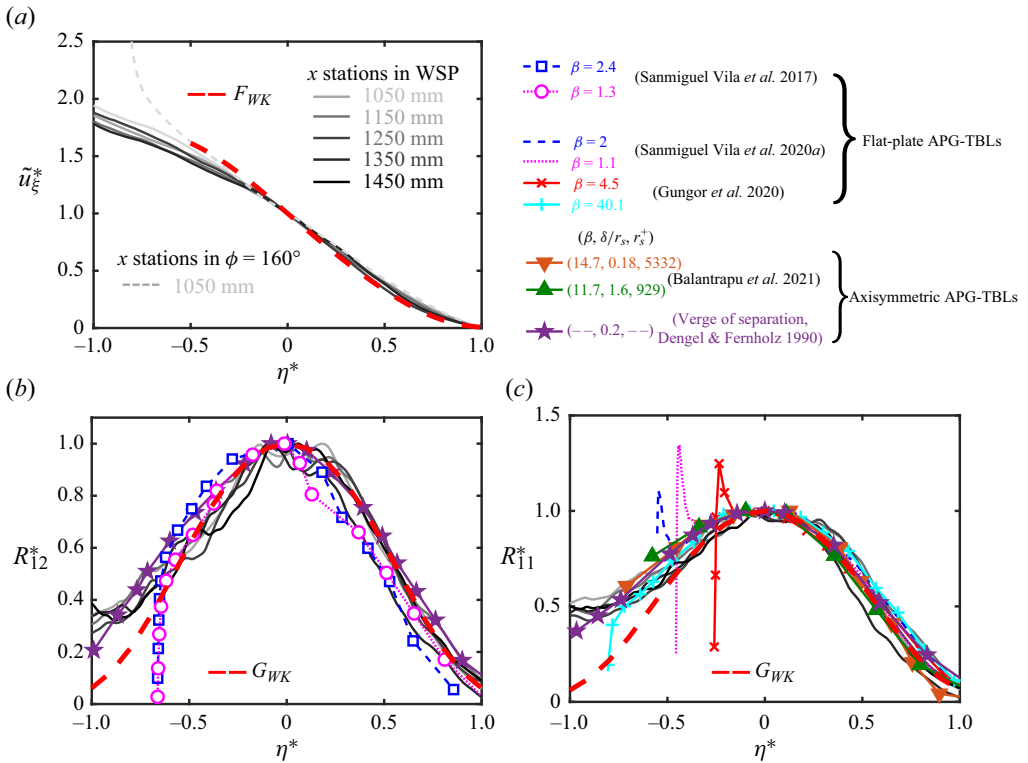 (a)
2.5
2.0
1.5
1.0
0.5
0
ũ*ξ
F_WK
x stations in WSP
1050 mm
1150 mm
1250 mm
1350 mm
1450 mm
x stations in ϕ = 160°
1050 mm
−1.0 −0.5 0 0.5 1.0
η*
β = 2.4
β = 1.3
(Sanmiguel Vila et al. 2017)
β = 2
β = 1.1
(Sanmiguel Vila et al. 2020a)
β = 4.5
β = 40.1
(Gungor et al. 2020)
Flat-plate APG-TBLs
(β, δ/r_s, r_s^+)
(14.7, 0.18, 5332)
(11.7, 1.6, 929)
(Balantrapu et al. 2021)
(– –, 0.2, – –)
(Verge of separation,
Dengel & Fernholz 1990)
Axisymmetric APG-TBLs
(b)
1.0
0.8
0.6
0.4
0.2
0
R*12
G_WK
−1.0 −0.5 0 0.5 1.0
η*
(c)
1.5
1.0
0.5
0
R*11
G_WK
−1.0 −0.5 0 0.5 1.0
η*